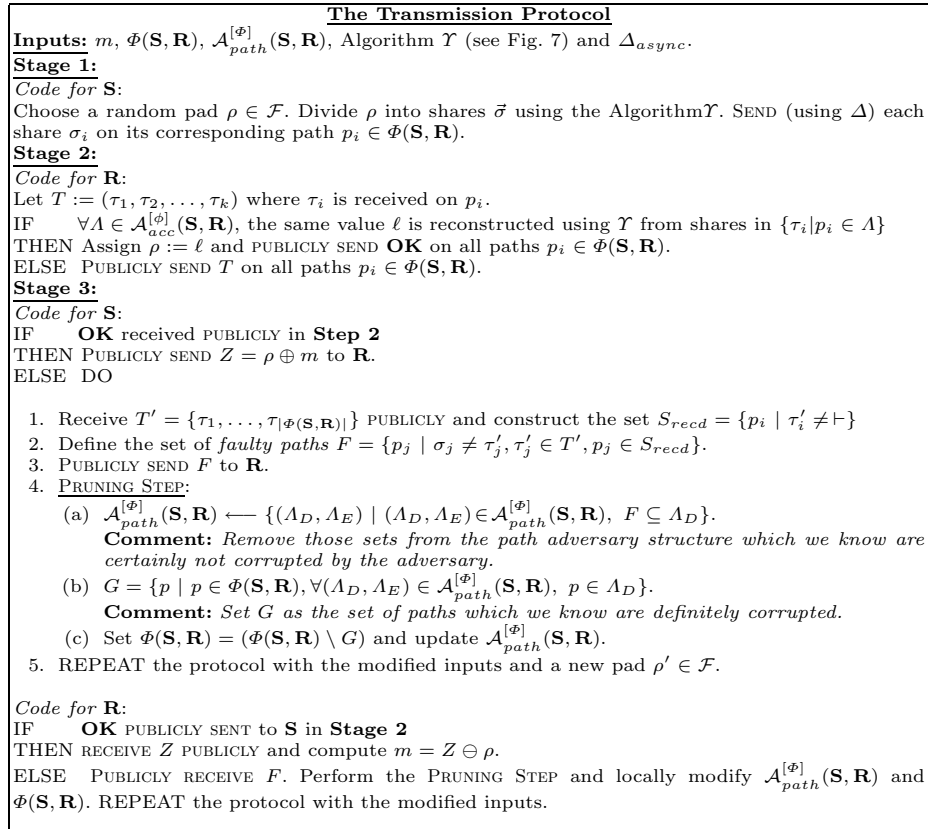 The Transmission Protocol
Inputs: m, Φ(S, R), A_{path}^{[Φ]}(S, R), Algorithm ϒ (see Fig. 7) and Δ_{async}.
Stage 1:
Code for S:
Choose a random pad ρ ∈ F. Divide ρ into shares σ⃗ using the Algorithmϒ. SEND (using Δ) each
share σ_i on its corresponding path p_i ∈ Φ(S, R).
Stage 2:
Code for R:
Let T := (τ_1, τ_2, . . . , τ_k) where τ_i is received on p_i.
IF ∀Λ ∈ A_{acc}^{[ϕ]}(S, R), the same value ℓ is reconstructed using ϒ from shares in {τ_i|p_i ∈ Λ}
THEN Assign ρ := ℓ and PUBLICLY SEND OK on all paths p_i ∈ Φ(S, R).
ELSE PUBLICLY SEND T on all paths p_i ∈ Φ(S, R).
Stage 3:
Code for S:
IF OK received PUBLICLY in Step 2
THEN PUBLICLY SEND Z = ρ ⊕ m to R.
ELSE DO
1. Receive T′ = {τ_1, . . . , τ_{|Φ(S,R)|}} PUBLICLY and construct the set S_{recd} = {p_i | τ′_i ≠ ⊢}
2. Define the set of faulty paths F = {p_j | σ_j ≠ τ′_j, τ′_j ∈ T′, p_j ∈ S_{recd}}.
3. PUBLICLY SEND F to R.
4. PRUNING STEP:
(a) A_{path}^{[Φ]}(S, R) ⟵ {(Λ_D, Λ_E) | (Λ_D, Λ_E) ∈ A_{path}^{[Φ]}(S, R), F ⊆ Λ_D}.
Comment: Remove those sets from the path adversary structure which we know are
certainly not corrupted by the adversary.
(b) G = {p | p ∈ Φ(S, R), ∀(Λ_D, Λ_E) ∈ A_{path}^{[Φ]}(S, R), p ∈ Λ_D}.
Comment: Set G as the set of paths which we know are definitely corrupted.
(c) Set Φ(S, R) = (Φ(S, R) \ G) and update A_{path}^{[Φ]}(S, R).
5. REPEAT the protocol with the modified inputs and a new pad ρ′ ∈ F.
Code for R:
IF OK PUBLICLY SENT to S in Stage 2
THEN RECEIVE Z PUBLICLY and compute m = Z ⊖ ρ.
ELSE PUBLICLY RECEIVE F. Perform the PRUNING STEP and locally modify A_{path}^{[Φ]}(S, R) and
Φ(S, R). REPEAT the protocol with the modified inputs.